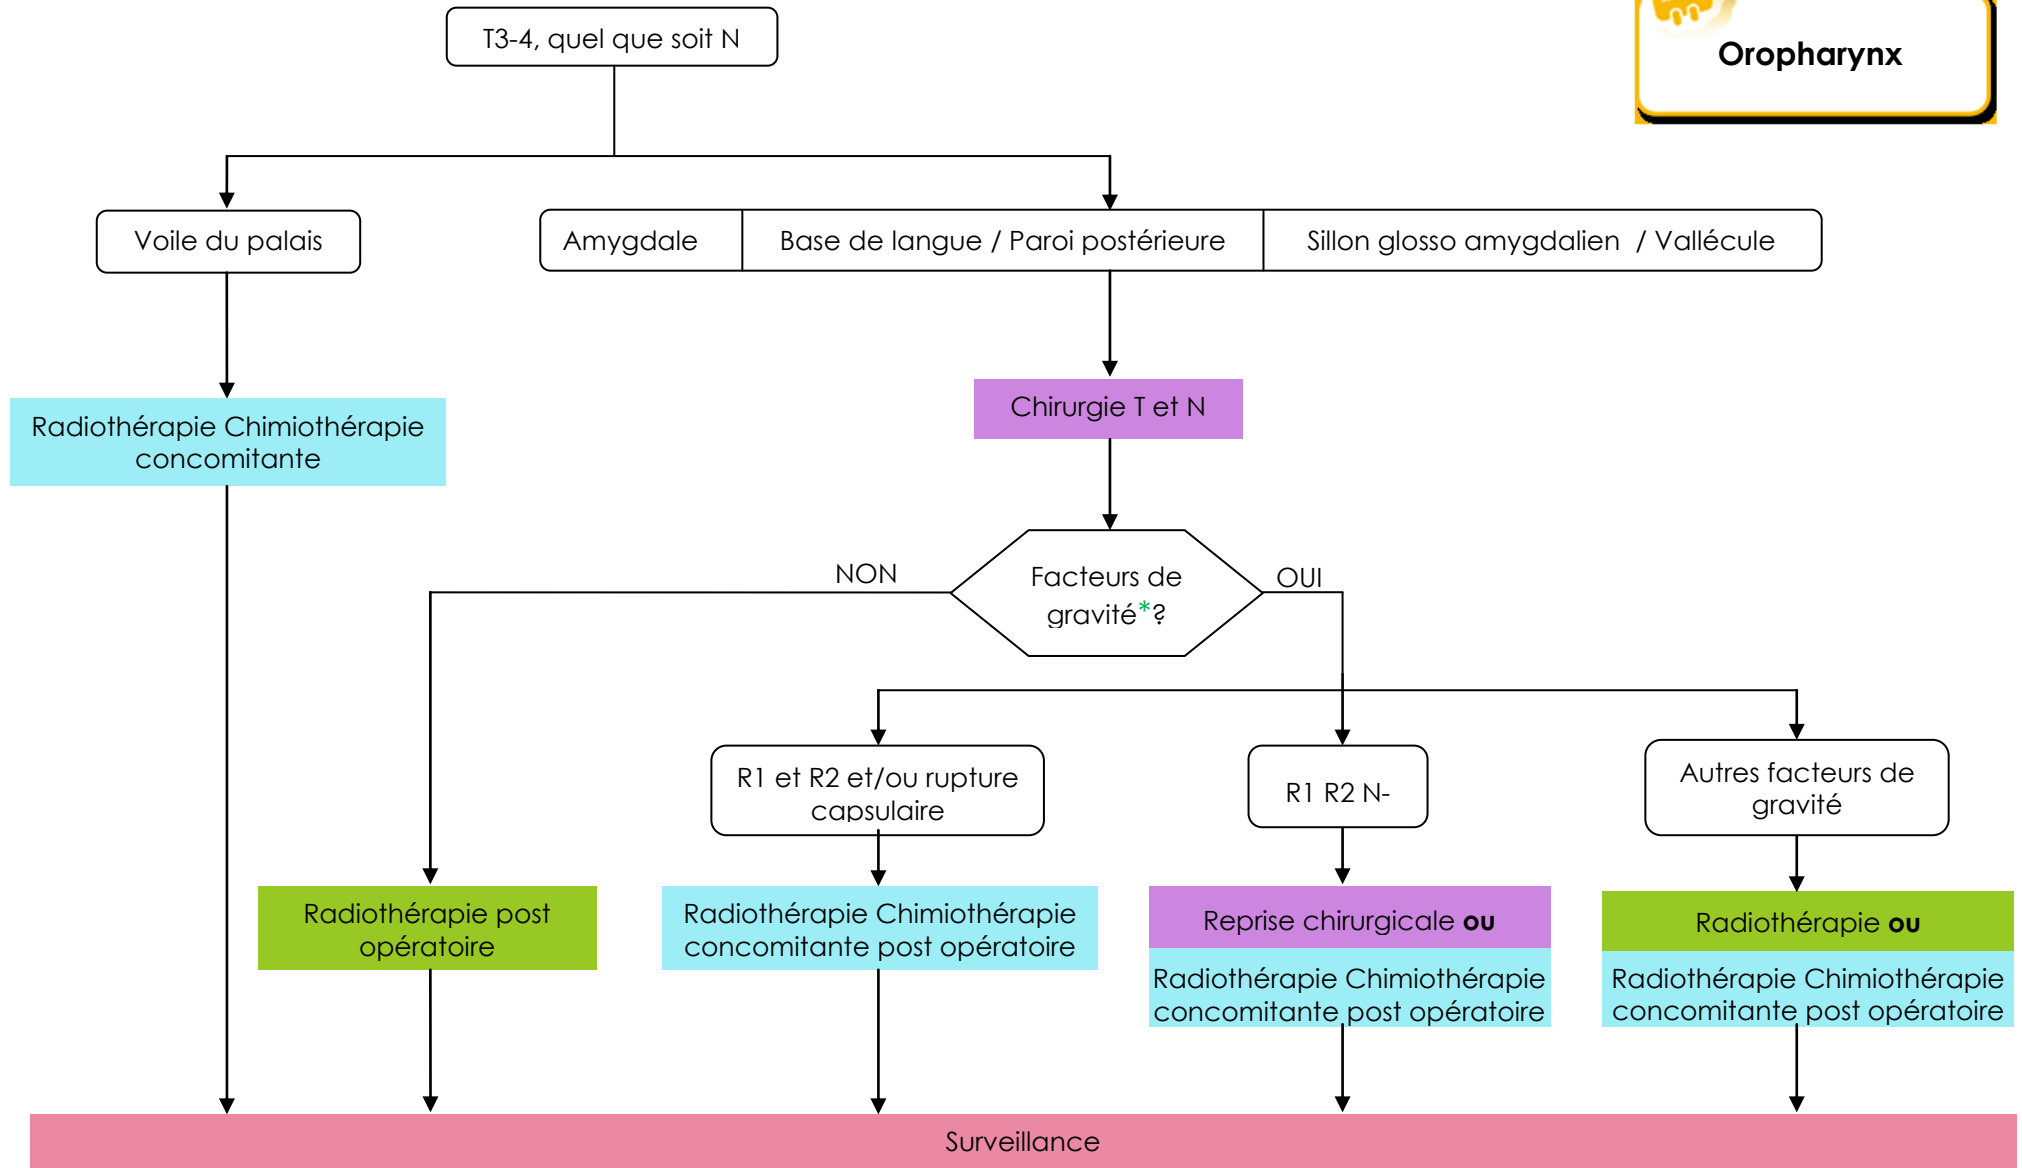 T3-4, quel que soit N
Oropharynx
Voile du palais
Amygdale
Base de langue / Paroi postérieure
Sillon glosso amygdalien / Vallécule
Radiothérapie Chimiothérapie
concomitante
Chirurgie T et N
NON
Facteurs de
gravité*?
OUI
R1 et R2 et/ou rupture
capsulaire
R1 R2 N-
Autres facteurs de
gravité
Radiothérapie post
opératoire
Radiothérapie Chimiothérapie
concomitante post opératoire
Reprise chirurgicale ou
Radiothérapie Chimiothérapie
concomitante post opératoire
Radiothérapie ou
Radiothérapie Chimiothérapie
concomitante post opératoire
Surveillance